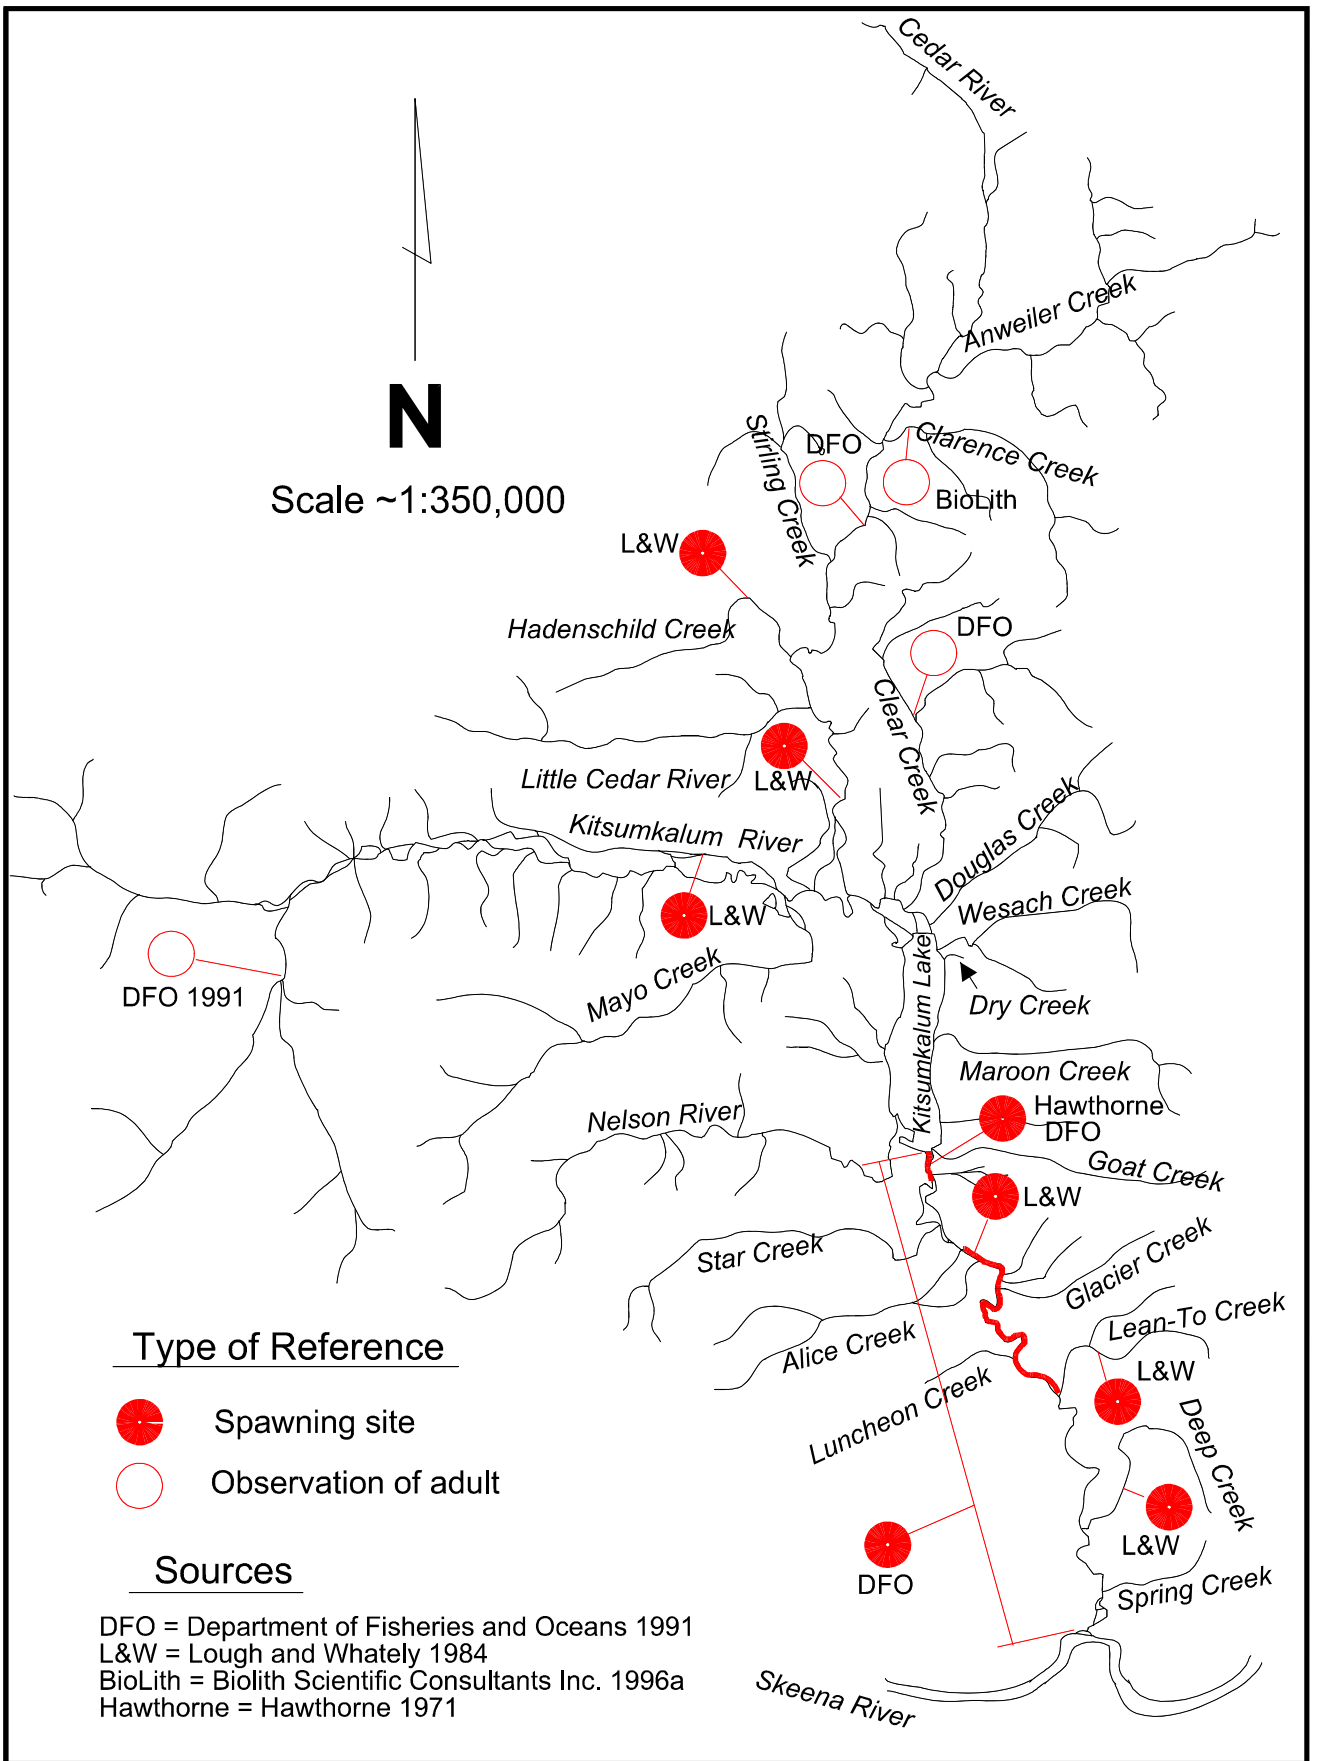 Cedar River
Anweiler Creek
N
Scale ~1:350,000
Stirling Creek
DFO
Clarence Creek
BioLith
L&W
Hadenschild Creek
DFO
Clear Creek
Little Cedar River
L&W
Kitsumkalum River
Douglas Creek
Wesach Creek
L&W
Mayo Creek
DFO 1991
Kitsumkalum Lake
Dry Creek
Maroon Creek
Nelson River
Hawthorne
DFO
Goat Creek
L&W
Star Creek
Glacier Creek
Lean-To Creek
Alice Creek
L&W
Luncheon Creek
Deep Creek
L&W
DFO
Spring Creek
Skeena River
Type of Reference
Spawning site
Observation of adult
Sources
DFO = Department of Fisheries and Oceans 1991
L&W = Lough and Whately 1984
BioLith = Biolith Scientific Consultants Inc. 1996a
Hawthorne = Hawthorne 1971